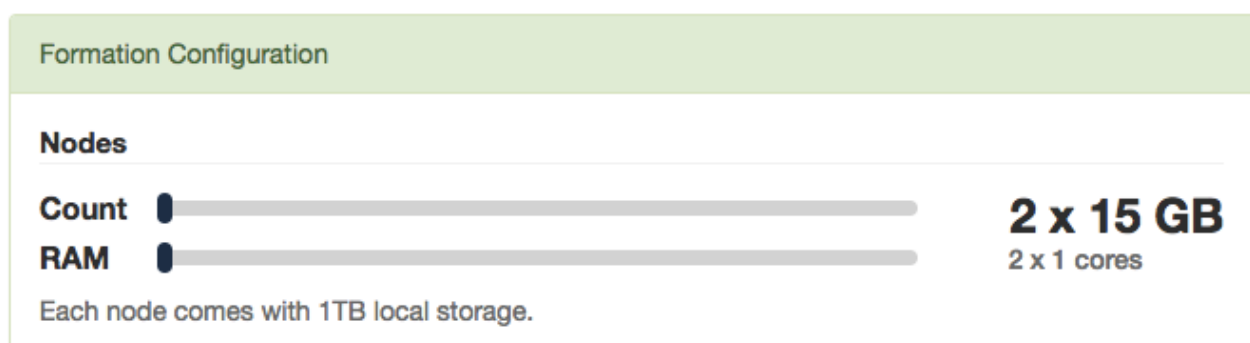 Formation Configuration
Nodes
Count
2 x 15 GB
RAM
2 x 1 cores
Each node comes with 1TB local storage.